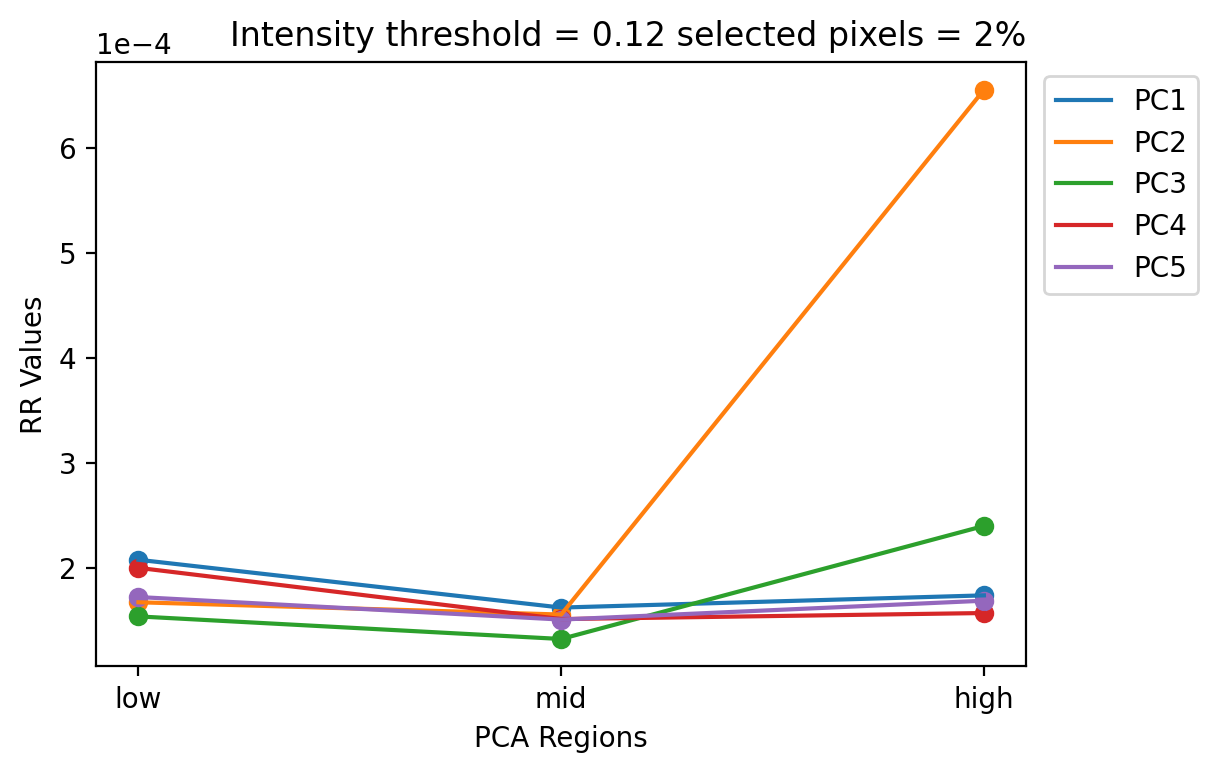 Intensity threshold = 0.12 selected pixels = 2%
1e−4
6
5
4
3
2
RR Values
low mid high
PCA Regions
PC1
PC2
PC3
PC4
PC5